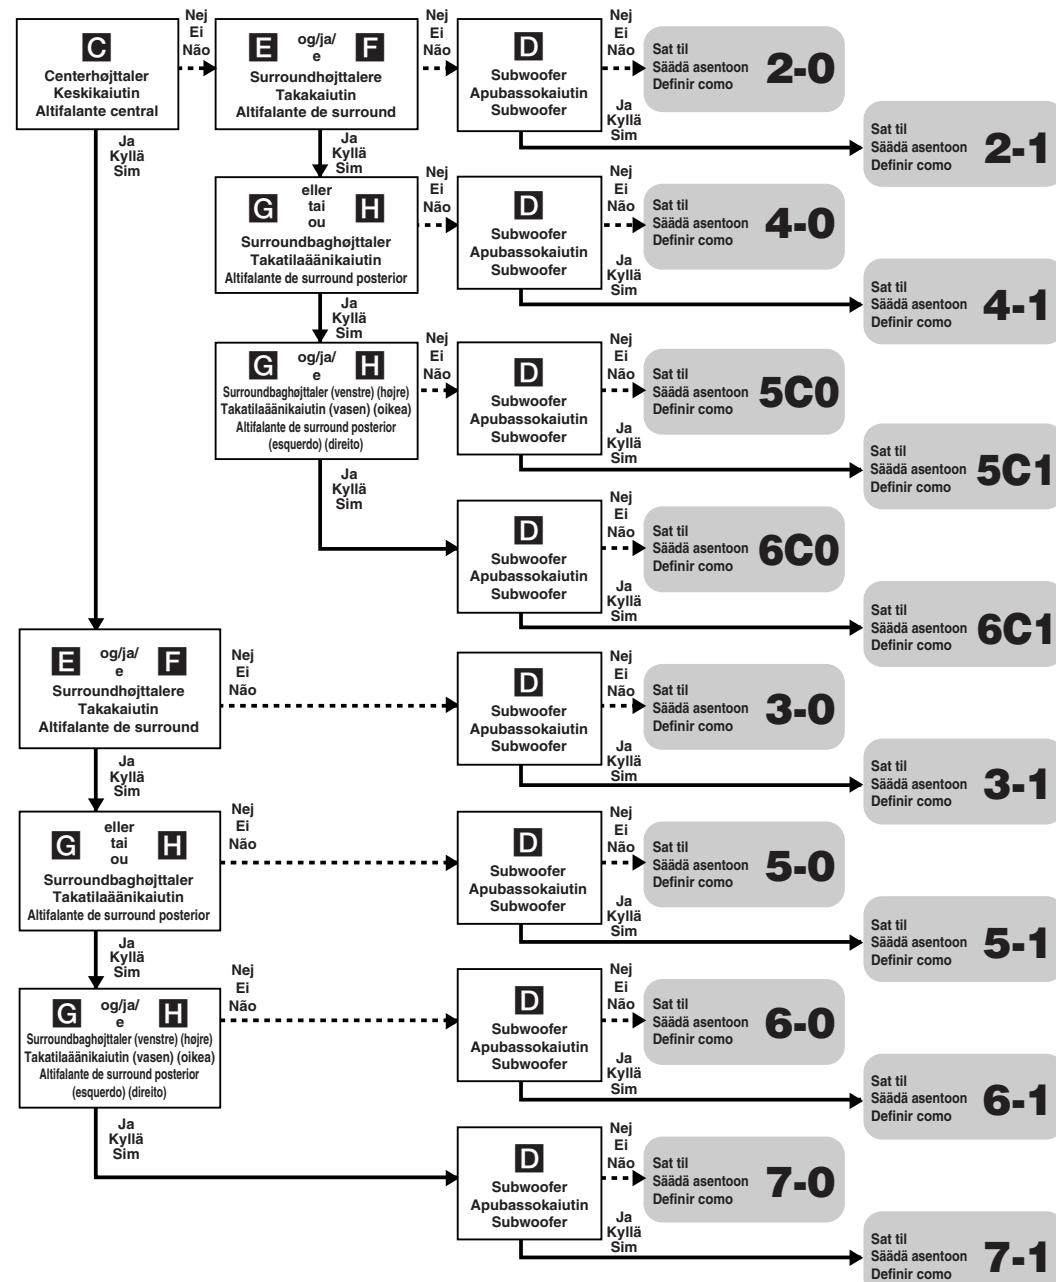 C
Centerhøjttaler
Keskikaiutin
Altifalante central
Nej
Ei
Não
E og/ja/ e F
Surroundhøjttalere
Takakaiutin
Altifalante de surround
Nej
Ei
Não
D
Subwoofer
Apubassokaiutin
Subwoofer
Nej
Ei
Não
Sat til
Säädä asentoon
Definir como
2-0
Ja
Kyllä
Sim
Sat til
Säädä asentoon
Definir como
2-1
Ja
Kyllä
Sim
Ja
Kyllä
Sim
G eller tai ou H
Surroundbaghøjttaler
Takatilaäänikaiutin
Altifalante de surround posterior
Nej
Ei
Não
D
Subwoofer
Apubassokaiutin
Subwoofer
Nej
Ei
Não
Sat til
Säädä asentoon
Definir como
4-0
Ja
Kyllä
Sim
Sat til
Säädä asentoon
Definir como
4-1
Ja
Kyllä
Sim
G og/ja/ e H
Surroundbaghøjttaler (venstre) (højre)
Takatilaäänikaiutin (vasen) (oikea)
Altifalante de surround posterior
(esquerdo) (direito)
Nej
Ei
Não
D
Subwoofer
Apubassokaiutin
Subwoofer
Nej
Ei
Não
Sat til
Säädä asentoon
Definir como
5C0
Ja
Kyllä
Sim
Sat til
Säädä asentoon
Definir como
5C1
Ja
Kyllä
Sim
D
Subwoofer
Apubassokaiutin
Subwoofer
Nej
Ei
Não
Sat til
Säädä asentoon
Definir como
6C0
Ja
Kyllä
Sim
Sat til
Säädä asentoon
Definir como
6C1
E og/ja/ e F
Surroundhøjttalere
Takakaiutin
Altifalante de surround
Nej
Ei
Não
D
Subwoofer
Apubassokaiutin
Subwoofer
Nej
Ei
Não
Sat til
Säädä asentoon
Definir como
3-0
Ja
Kyllä
Sim
Sat til
Säädä asentoon
Definir como
3-1
Ja
Kyllä
Sim
G eller tai ou H
Surroundbaghøjttaler
Takatilaäänikaiutin
Altifalante de surround posterior
Nej
Ei
Não
D
Subwoofer
Apubassokaiutin
Subwoofer
Nej
Ei
Não
Sat til
Säädä asentoon
Definir como
5-0
Ja
Kyllä
Sim
Sat til
Säädä asentoon
Definir como
5-1
Ja
Kyllä
Sim
G og/ja/ e H
Surroundbaghøjttaler (venstre) (højre)
Takatilaäänikaiutin (vasen) (oikea)
Altifalante de surround posterior
(esquerdo) (direito)
Nej
Ei
Não
D
Subwoofer
Apubassokaiutin
Subwoofer
Nej
Ei
Não
Sat til
Säädä asentoon
Definir como
6-0
Ja
Kyllä
Sim
Sat til
Säädä asentoon
Definir como
6-1
Ja
Kyllä
Sim
D
Subwoofer
Apubassokaiutin
Subwoofer
Nej
Ei
Não
Sat til
Säädä asentoon
Definir como
7-0
Ja
Kyllä
Sim
Sat til
Säädä asentoon
Definir como
7-1